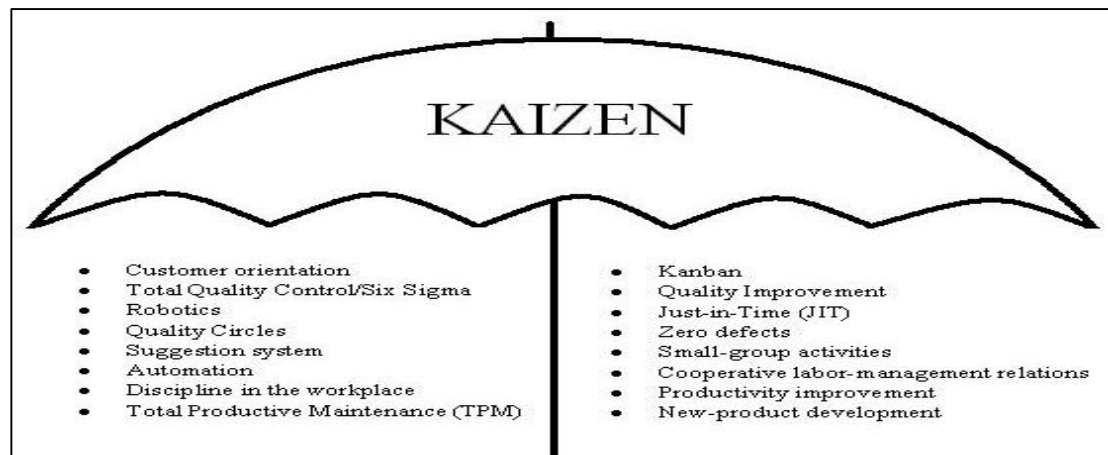 KAIZEN
• Customer orientation
• Total Quality Control/Six Sigma
• Robotics
• Quality Circles
• Suggestion system
• Automation
• Discipline in the workplace
• Total Productive Maintenance (TPM)
• Kanban
• Quality Improvement
• Just-in-Time (JIT)
• Zero defects
• Small-group activities
• Cooperative labor-management relations
• Productivity improvement
• New-product development